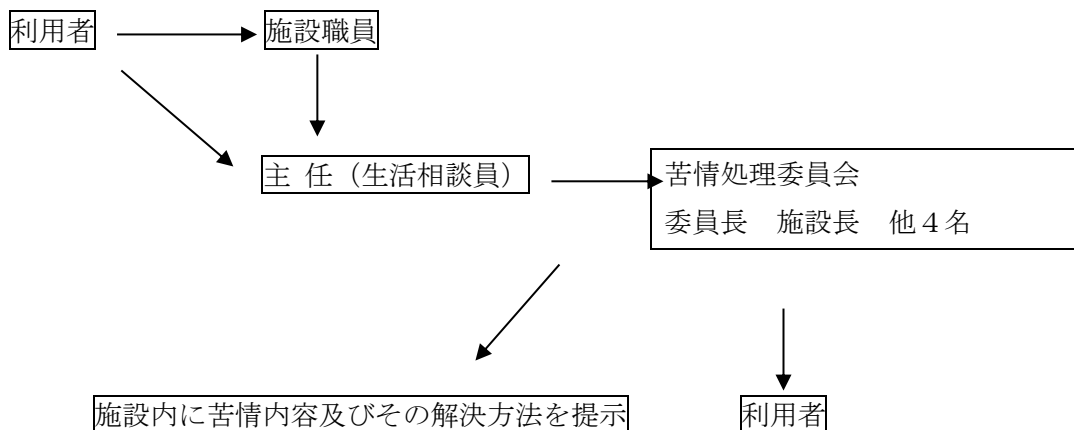 利用者
施設職員
主 任（生活相談員）
苦情処理委員会
委員長　施設長　他４名
施設内に苦情内容及びその解決方法を提示
利用者